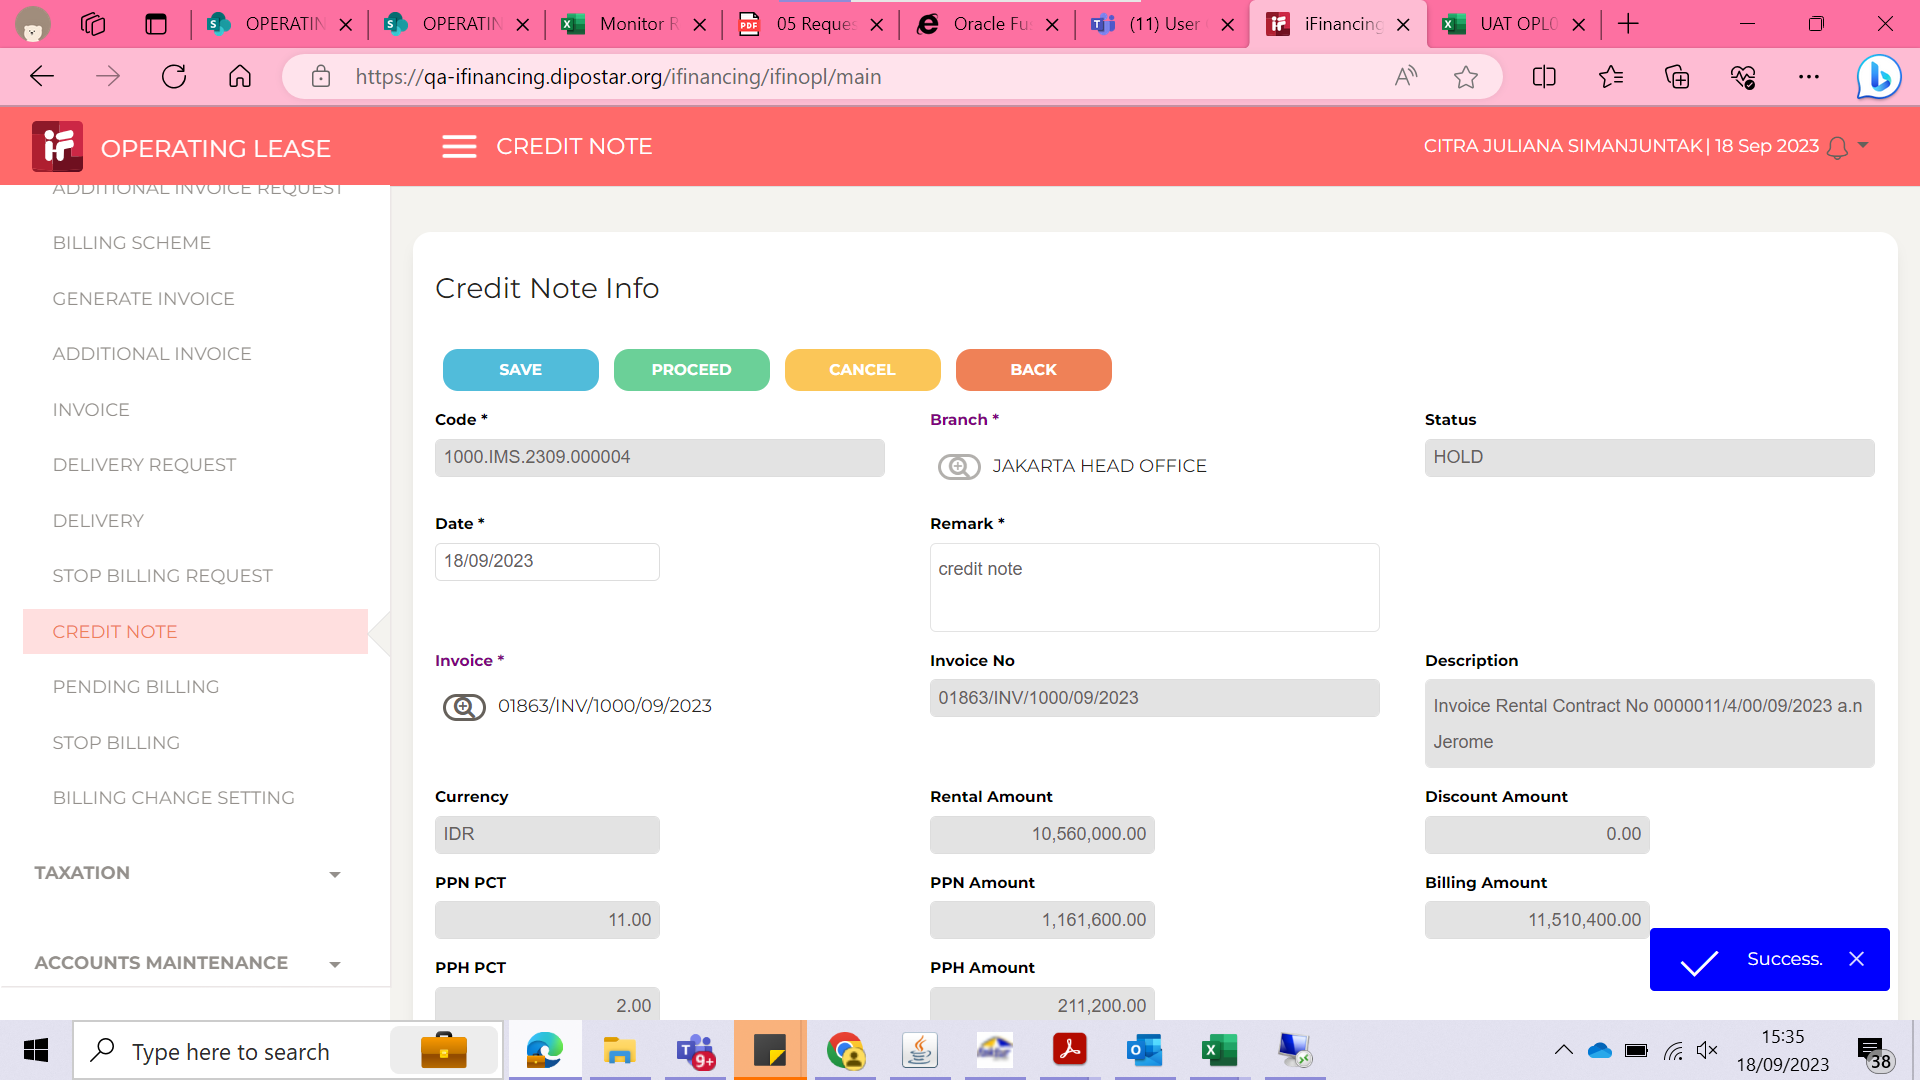 OPERATIN
OPERATIN
Monitor R
05 Reque
Oracle Fu
(11) User
iFinancing
UAT OPL0
https://qa-ifinancing.dipostar.org/ifinancing/ifinopl/main
iF OPERATING LEASE
CREDIT NOTE
CITRA JULIANA SIMANJUNTAK | 18 Sep 2023
ADDITIONAL INVOICE REQUEST
BILLING SCHEME
GENERATE INVOICE
ADDITIONAL INVOICE
INVOICE
DELIVERY REQUEST
DELIVERY
STOP BILLING REQUEST
CREDIT NOTE
PENDING BILLING
STOP BILLING
BILLING CHANGE SETTING
TAXATION
ACCOUNTS MAINTENANCE
Credit Note Info
SAVE PROCEED CANCEL BACK
Code * Branch * Status
1000.IMS.2309.000004 JAKARTA HEAD OFFICE HOLD
Date * Remark *
18/09/2023 credit note
Invoice * Invoice No Description
01863/INV/1000/09/2023 01863/INV/1000/09/2023 Invoice Rental Contract No 0000011/4/00/09/2023 a.n
Jerome
Currency Rental Amount Discount Amount
IDR 10,560,000.00 0.00
PPN PCT PPN Amount Billing Amount
11.00 1,161,600.00 11,510,400.00
PPH PCT PPH Amount
2.00 211,200.00
Success.
Type here to search
9+
15:35
18/09/2023
38